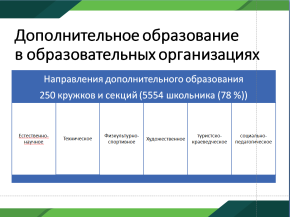 Дополнительное образование
в образовательных организациях
Направления дополнительного образования
250 кружков и секций (5554 школьника (78 %))
Естественно-
научное
Техническое
Физкультурно-
спортивное
Художественное
туристско-
краеведческое
социально-
педагогическое